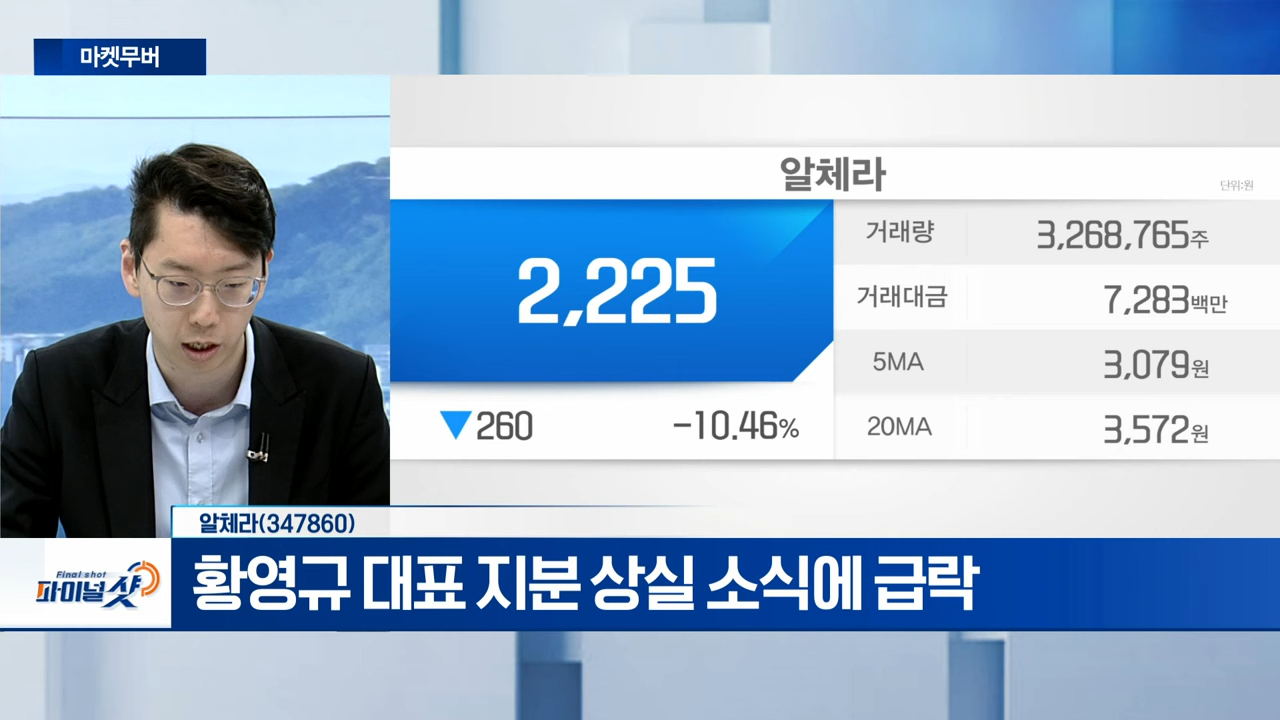 마켓무버
알체라
단위:원
2,225
▼260 -10.46%
거래량 3,268,765주
거래대금 7,283백만
5MA 3,079원
20MA 3,572원
알체라(347860)
Final shot
파이널샷
황영규 대표 지분 상실 소식에 급락